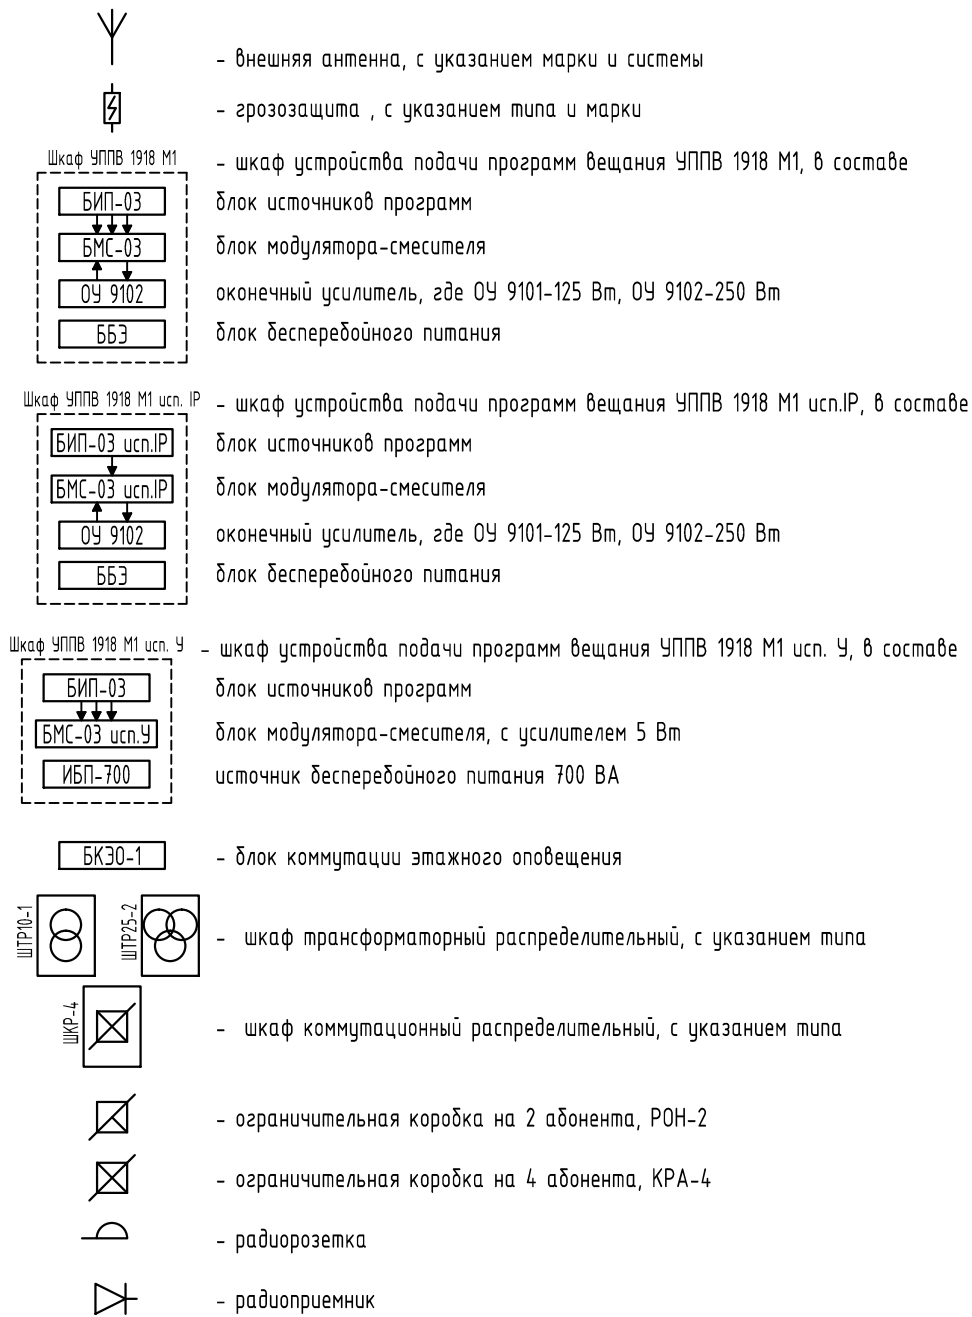 - внешняя антенна, с указанием марки и системы
- грозозащита , с указанием типа и марки
Шкаф УППВ 1918 М1
- шкаф устройства подачи программ вещания УППВ 1918 М1, в составе
БИП-03
блок источников программ
БМС-03
блок модулятора-смесителя
ОУ 9102
оконечный усилитель, где ОУ 9101-125 Вт, ОУ 9102-250 Вт
ББЭ
блок бесперебойного питания
Шкаф УППВ 1918 М1 исп. IP
- шкаф устройства подачи программ вещания УППВ 1918 М1 исп.IP, в составе
БИП-03 исп.IP
блок источников программ
БМС-03 исп.IP
блок модулятора-смесителя
ОУ 9102
оконечный усилитель, где ОУ 9101-125 Вт, ОУ 9102-250 Вт
ББЭ
блок бесперебойного питания
Шкаф УППВ 1918 М1 исп. У
- шкаф устройства подачи программ вещания УППВ 1918 М1 исп. У, в составе
БИП-03
блок источников программ
БМС-03 исп.У
блок модулятора-смесителя, с усилителем 5 Вт
ИБП-700
источник бесперебойного питания 700 ВА
БКЭО-1
- блок коммутации этажного оповещения
ШТР10-1
ШТР25-2
- шкаф трансформаторный распределительный, с указанием типа
ШКР-4
- шкаф коммутационный распределительный, с указанием типа
- ограничительная коробка на 2 абонента, РОН-2
- ограничительная коробка на 4 абонента, КРА-4
- радиорозетка
- радиоприемник